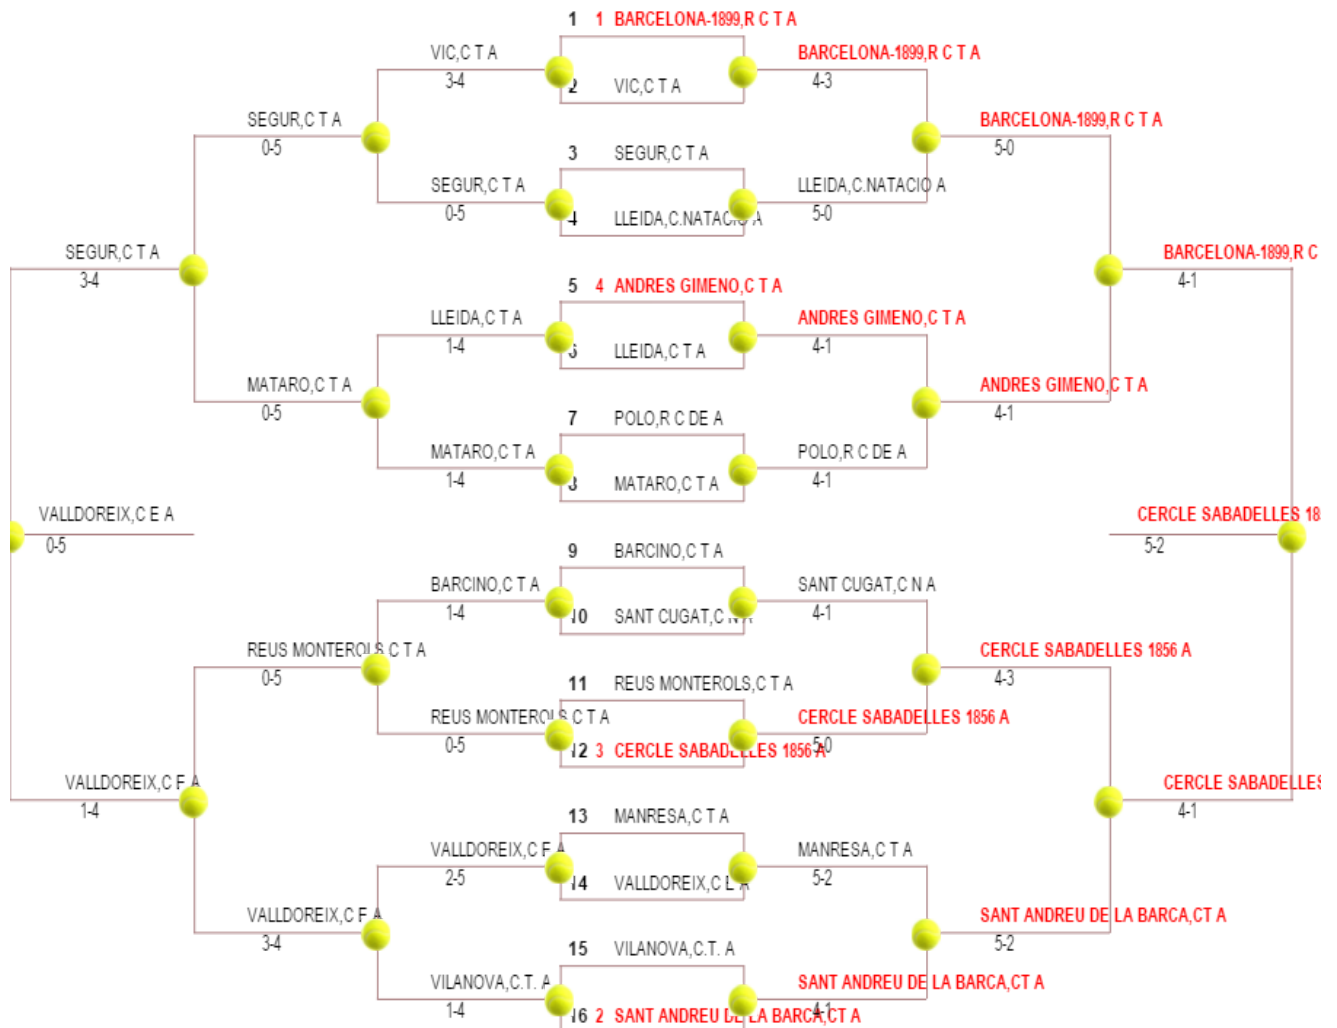 1 1 BARCELONA-1899,R C T A
VIC,C T A
BARCELONA-1899,R C T A
3-4
4-3
2 VIC,C T A
SEGUR,C T A
BARCELONA-1899,R C T A
0-5
5-0
3 SEGUR,C T A
SEGUR,C T A
LLEIDA,C.NATACIO A
0-5
5-0
4 LLEIDA,C.NATACIO A
SEGUR,C T A
BARCELONA-1899,R C
3-4
4-1
5 4 ANDRES GIMENO,C T A
LLEIDA,C T A
ANDRES GIMENO,C T A
1-4
4-1
6 LLEIDA,C T A
MATARO,C T A
ANDRES GIMENO,C T A
0-5
4-1
7 POLO,R C DE A
MATARO,C T A
POLO,R C DE A
1-4
4-1
8 MATARO,C T A
VALLDOREIX,C E A
CERCLE SABADELLES 18
0-5
5-2
9 BARCINO,C T A
BARCINO,C T A
SANT CUGAT,C N A
1-4
4-1
10 SANT CUGAT,C N A
REUS MONTEROLS,C T A
CERCLE SABADELLES 1856 A
0-5
4-3
11 REUS MONTEROLS,C T A
REUS MONTEROLS,C T A
CERCLE SABADELLES 1856 A
0-5
5-0
12 3 CERCLE SABADELLES 1856 A
VALLDOREIX,C E A
CERCLE SABADELLES
1-4
4-1
13 MANRESA,C T A
VALLDOREIX,C E A
MANRESA,C T A
2-5
5-2
14 VALLDOREIX,C E A
VALLDOREIX,C E A
SANT ANDREU DE LA BARCA,CT A
3-4
5-2
15 VILANOVA,C.T. A
VILANOVA,C.T. A
SANT ANDREU DE LA BARCA,CT A
1-4
4-1
16 2 SANT ANDREU DE LA BARCA,CT A